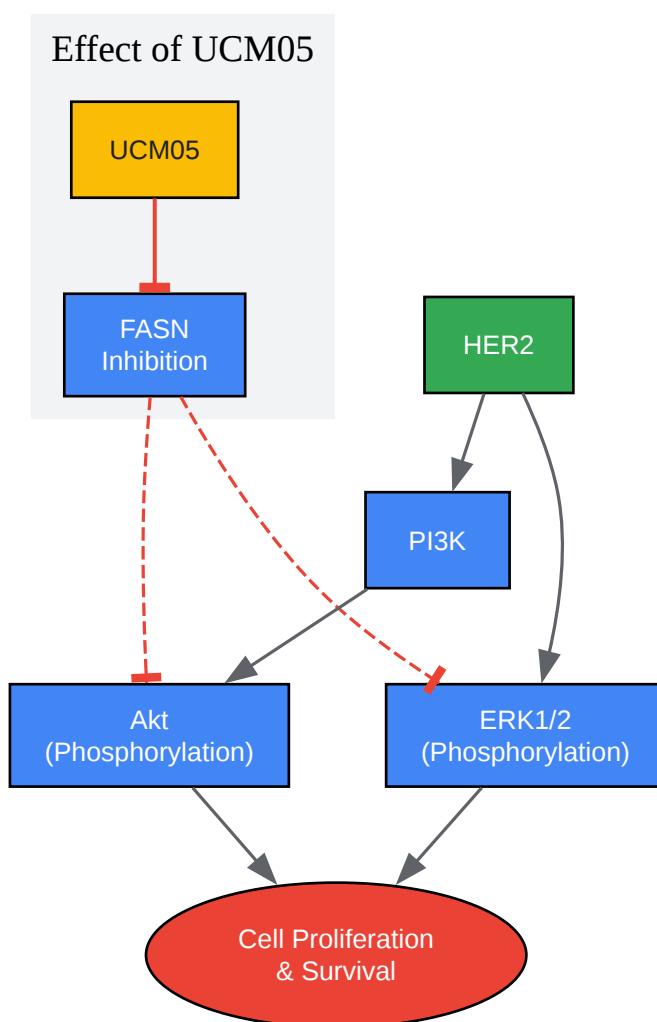 Effect of UCM05
UCM05
FASN
Inhibition
HER2
PI3K
Akt
(Phosphorylation)
ERK1/2
(Phosphorylation)
Cell Proliferation
& Survival